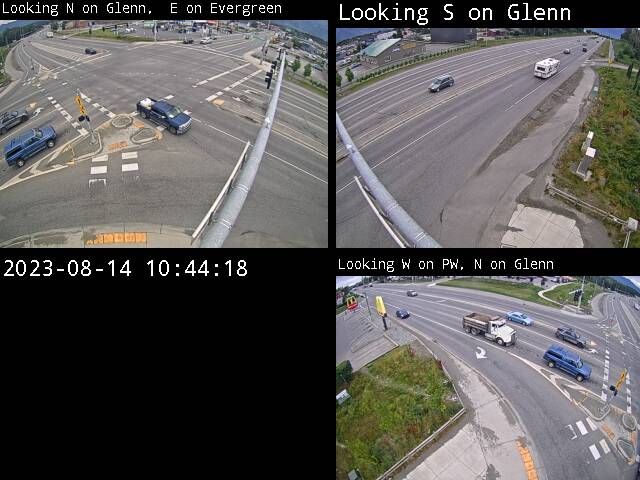 Looking N on Glenn,  E on Evergreen
Looking S on Glenn
2023-08-14 10:44:18
Looking W on PW, N on Glenn